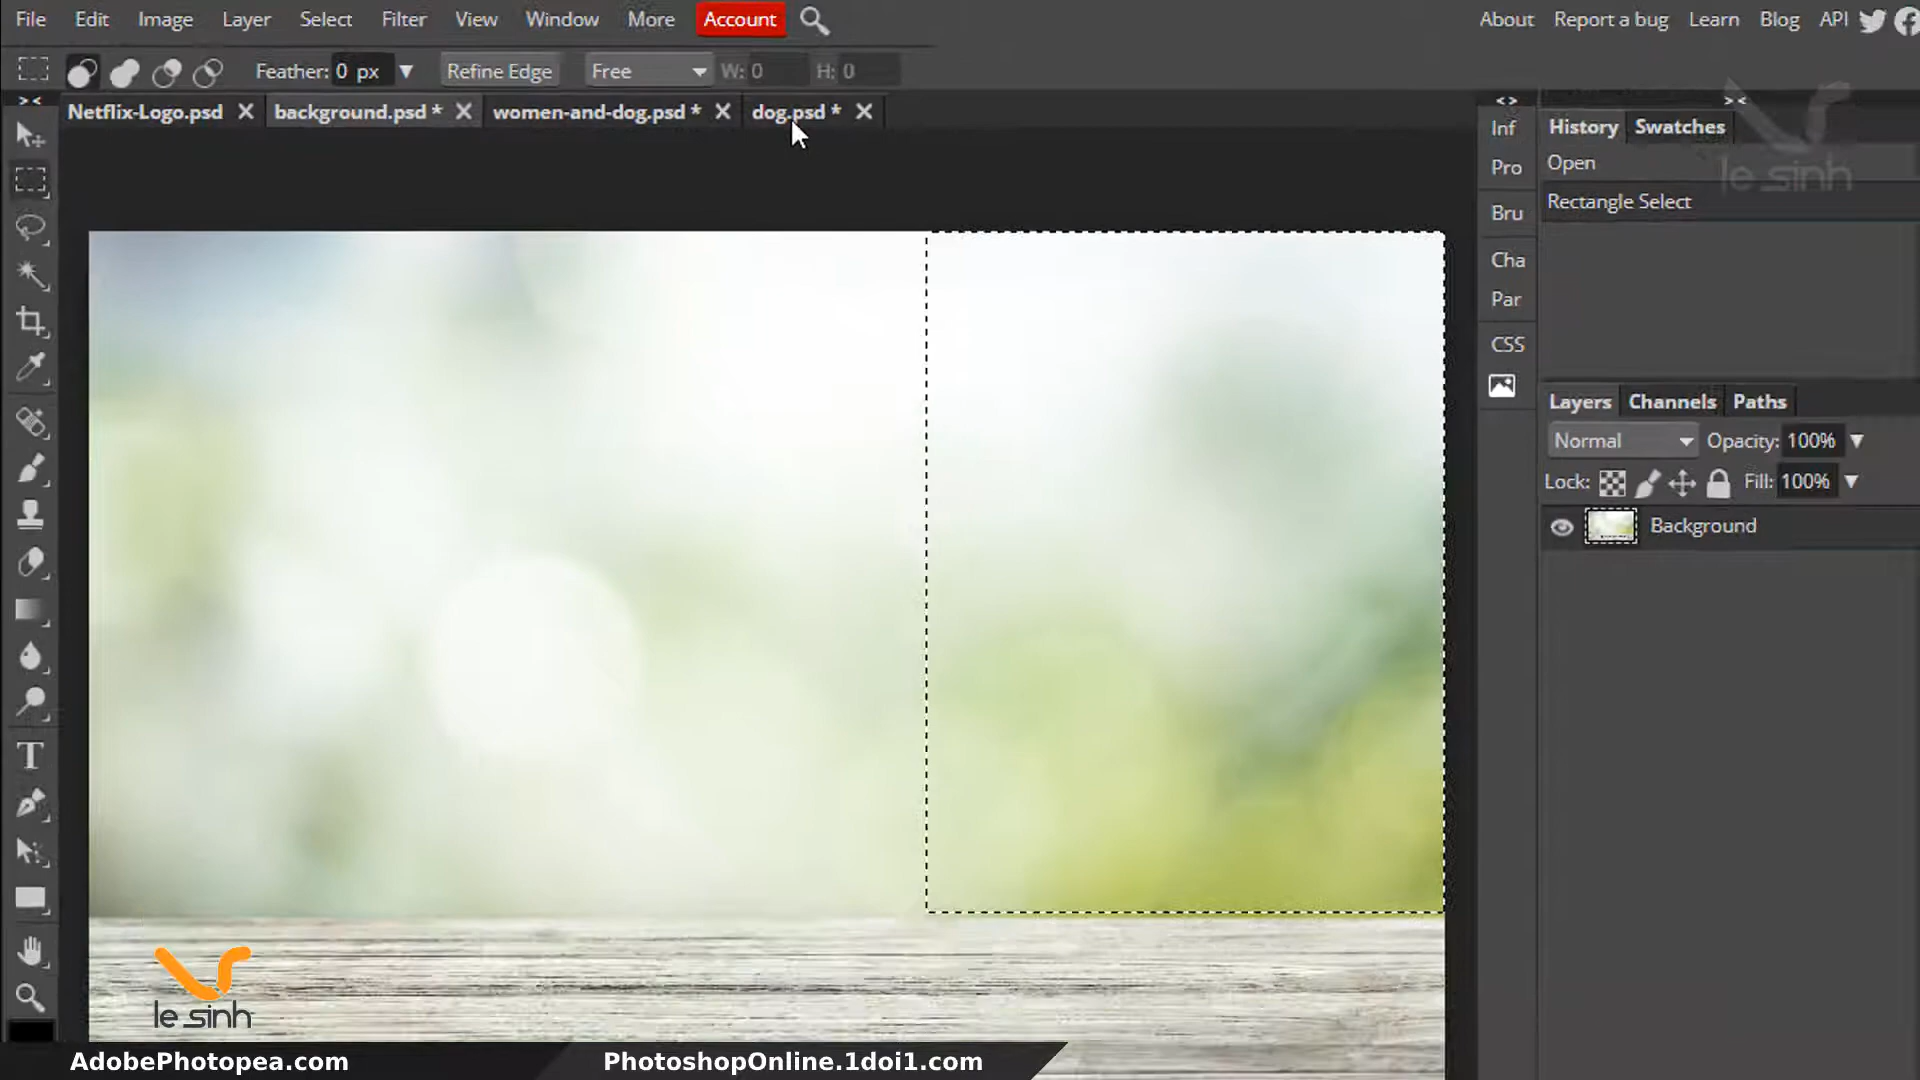 File Edit Image Layer Select Filter View Window More Account About Report a bug Learn Blog API
Feather: 0 px Refine Edge Free W: 0 H: 0
Netflix-Logo.psd background.psd * women-and-dog.psd * dog.psd *
Inf
Pro
Bru
Cha
Par
CSS
History Swatches
Open
Rectangle Select
le sinh
Layers Channels Paths
Normal Opacity: 100%
Lock: Fill: 100%
Background
T
le sinh
AdobePhotopea.com PhotoshopOnline.1doi1.com